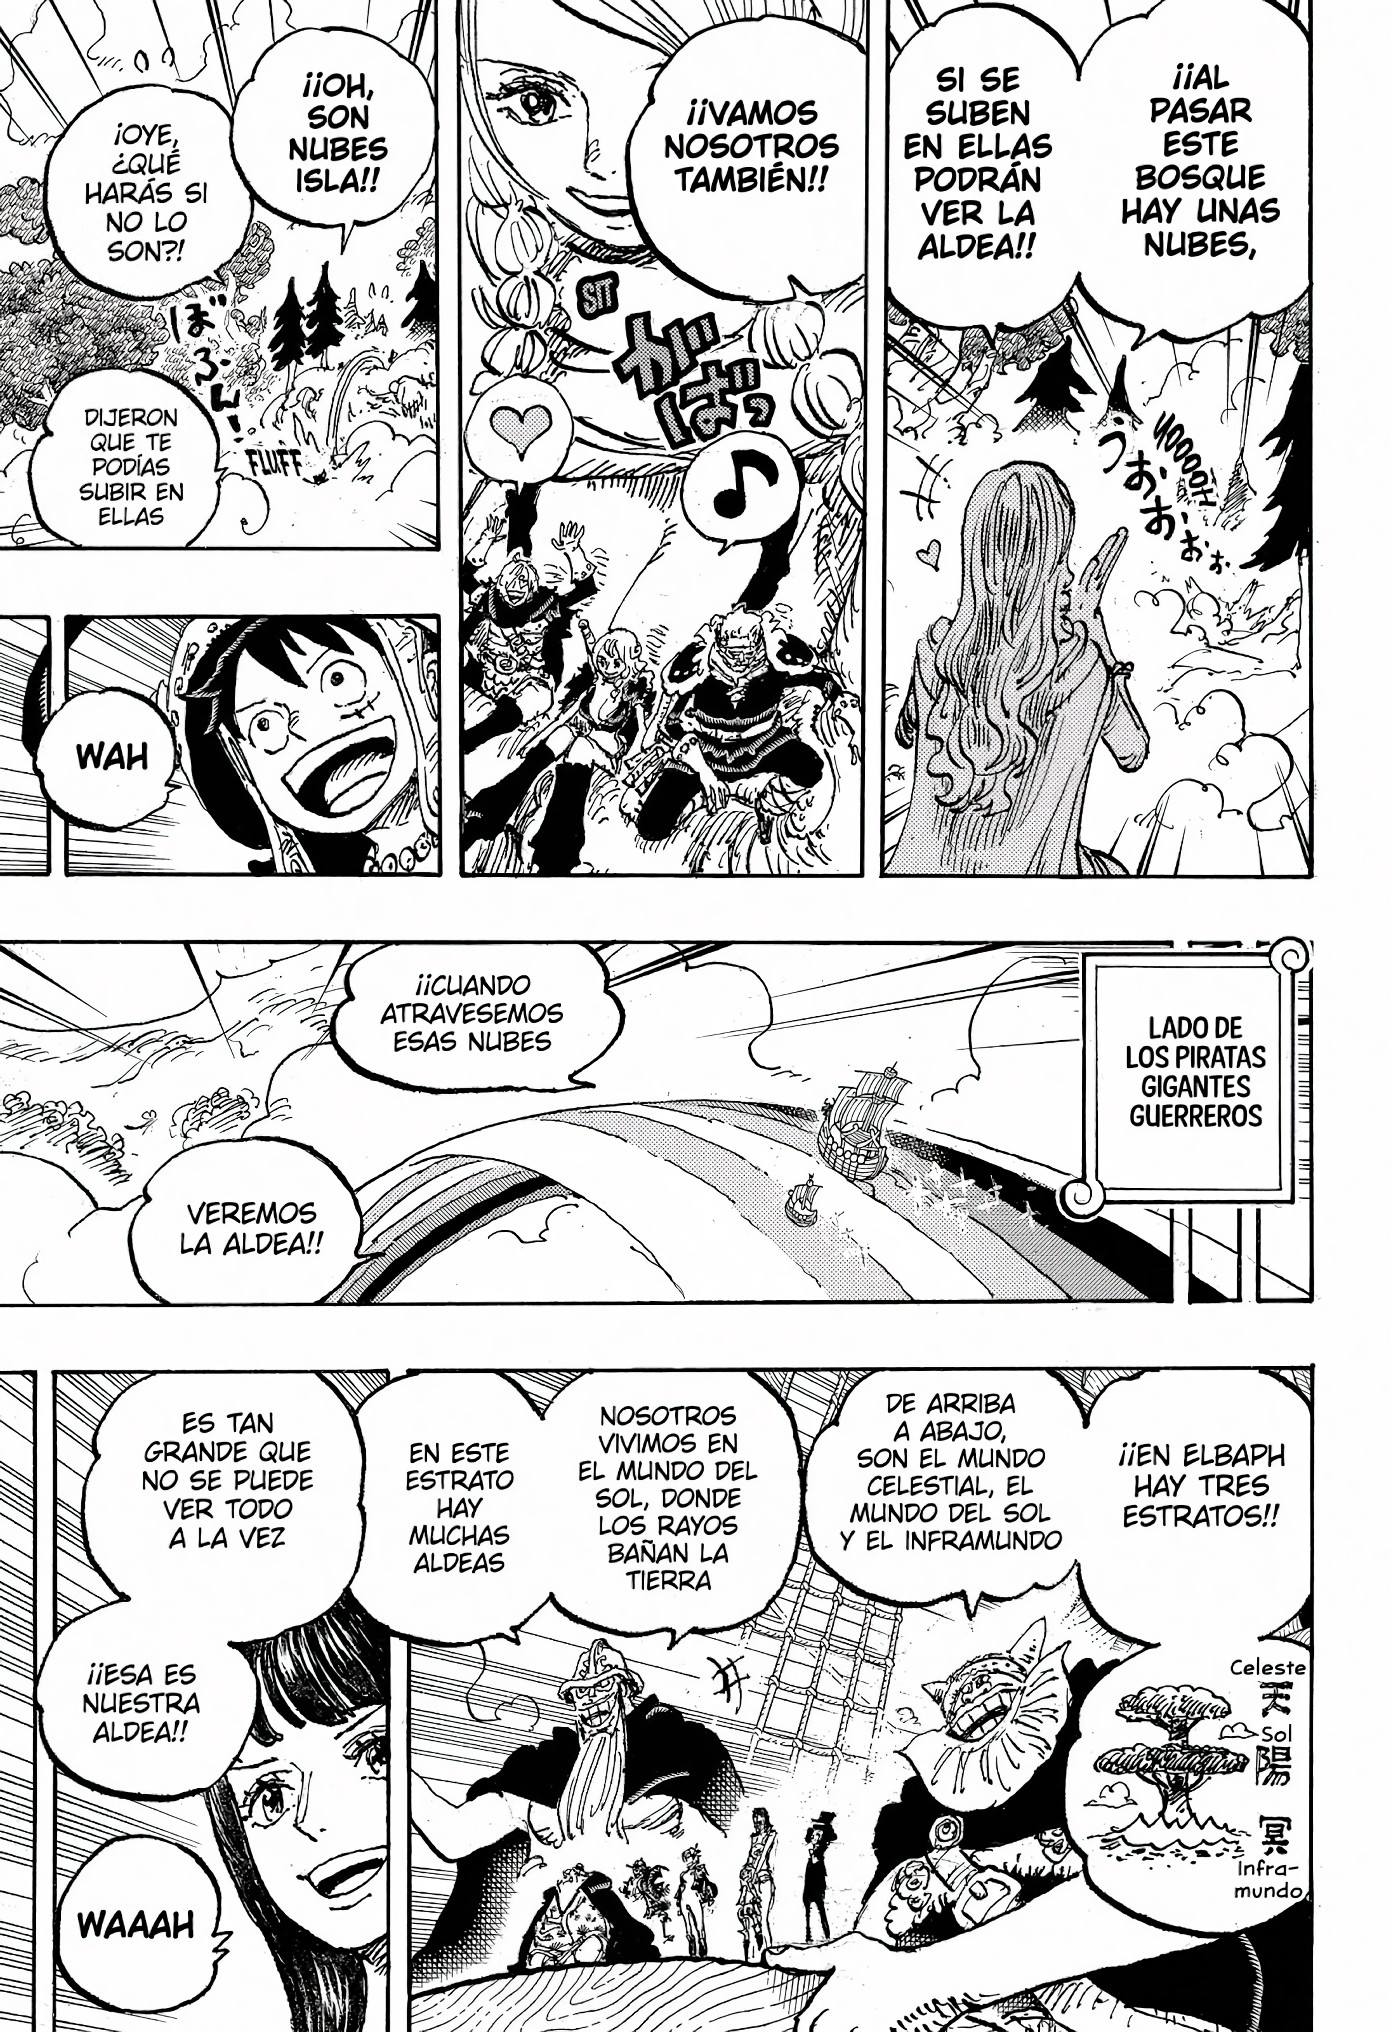 ¡¡AL
PASAR
ESTE
BOSQUE
HAY UNAS
NUBES,
SI SE
SUBEN
EN ELLAS
PODRÁN
VER LA
ALDEA!!
YOOOOH
うおおおぉぉ
¡¡VAMOS
NOSOTROS
TAMBIÉN!!
SIT
がばっ
¡¡OH,
SON
NUBES
ISLA!!
¡OYE,
¿QUÉ
HARÁS SI
NO LO
SON?!
ばふん!
FLUFF
DIJERON
QUE TE
PODÍAS
SUBIR EN
ELLAS
WAH
LADO DE
LOS PIRATAS
GIGANTES
GUERREROS
¡¡CUANDO
ATRAVESEMOS
ESAS NUBES
VEREMOS
LA ALDEA!!
¡¡EN ELBAPH
HAY TRES
ESTRATOS!!
Celeste
天
Sol
陽
冥
Infra-
mundo
DE ARRIBA
A ABAJO,
SON EL MUNDO
CELESTIAL, EL
MUNDO DEL SOL
Y EL INFRAMUNDO
NOSOTROS
VIVIMOS EN
EL MUNDO DEL
SOL, DONDE
LOS RAYOS
BAÑAN LA
TIERRA
EN ESTE
ESTRATO
HAY
MUCHAS
ALDEAS
ES TAN
GRANDE QUE
NO SE PUEDE
VER TODO
A LA VEZ
¡¡ESA ES
NUESTRA
ALDEA!!
WAAAH